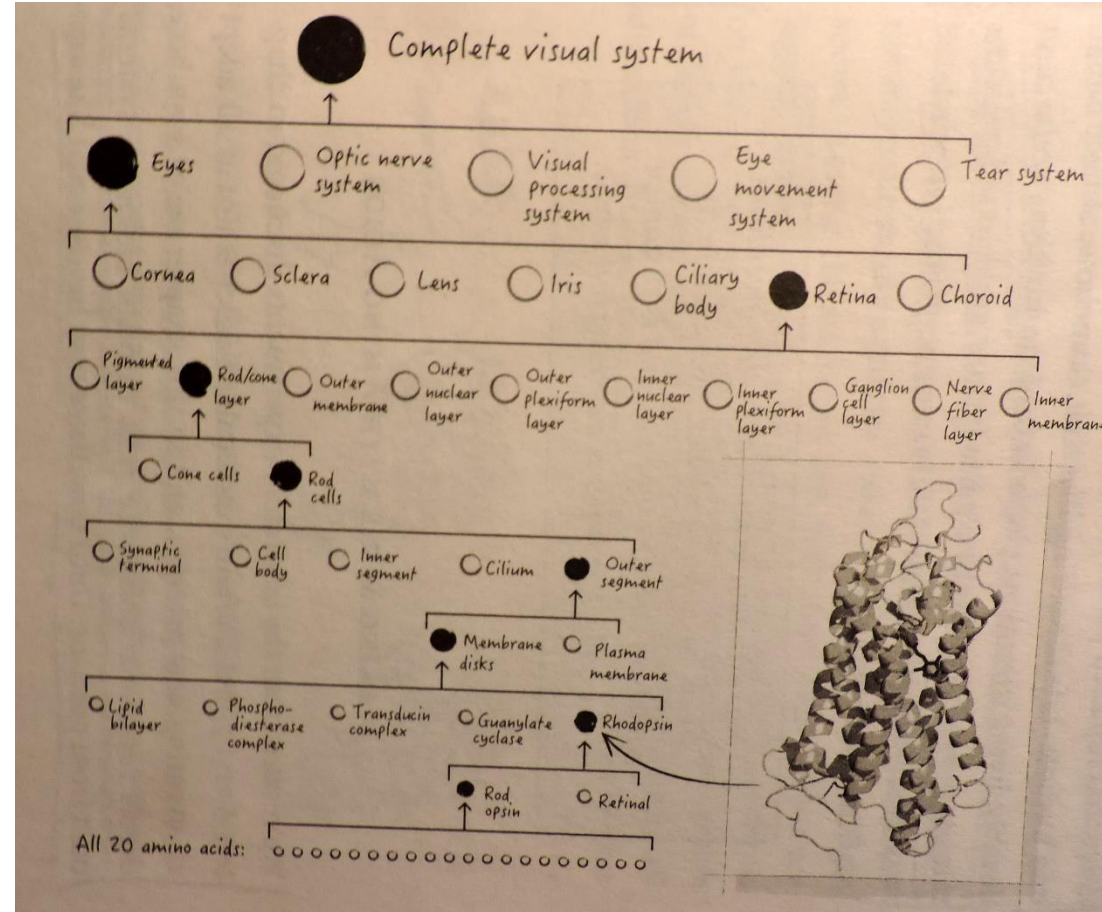 Complete visual system
Eyes
Optic nerve
system
Visual
processing
system
Eye
movement
system
Tear system
Cornea
Sclera
Lens
Iris
Ciliary
body
Retina
Choroid
Pigmented
layer
Rod/cone
layer
Outer
membrane
Outer
nuclear
layer
Outer
plexiform
layer
Inner
nuclear
layer
Inner
plexiform
layer
Ganglion
cell
layer
Nerve
fiber
layer
Inner
membran
Cone cells
Rod
cells
Synaptic
terminal
Cell
body
Inner
segment
Cilium
Outer
segment
Membrane
disks
Plasma
membrane
Lipid
bilayer
Phospho-
diesterase
complex
Transducin
complex
Guanylate
cyclase
Rhodopsin
Rod
opsin
Retinal
All 20 amino acids: